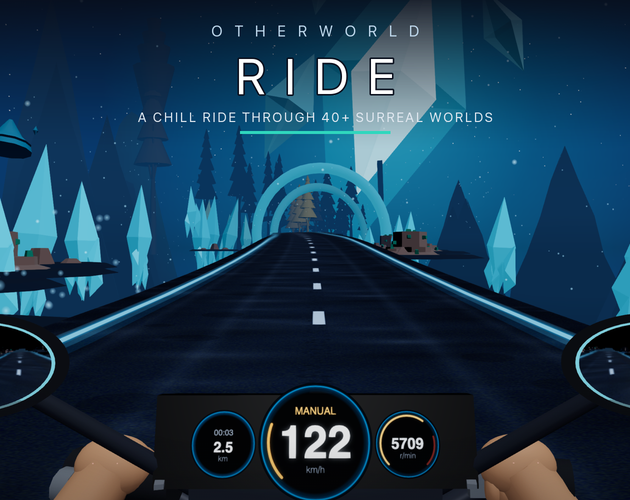 OTHERWORLD
RIDE
A CHILL RIDE THROUGH 40+ SURREAL WORLDS
MANUAL
00:03
2.5
km
122
km/h
5709
r/min